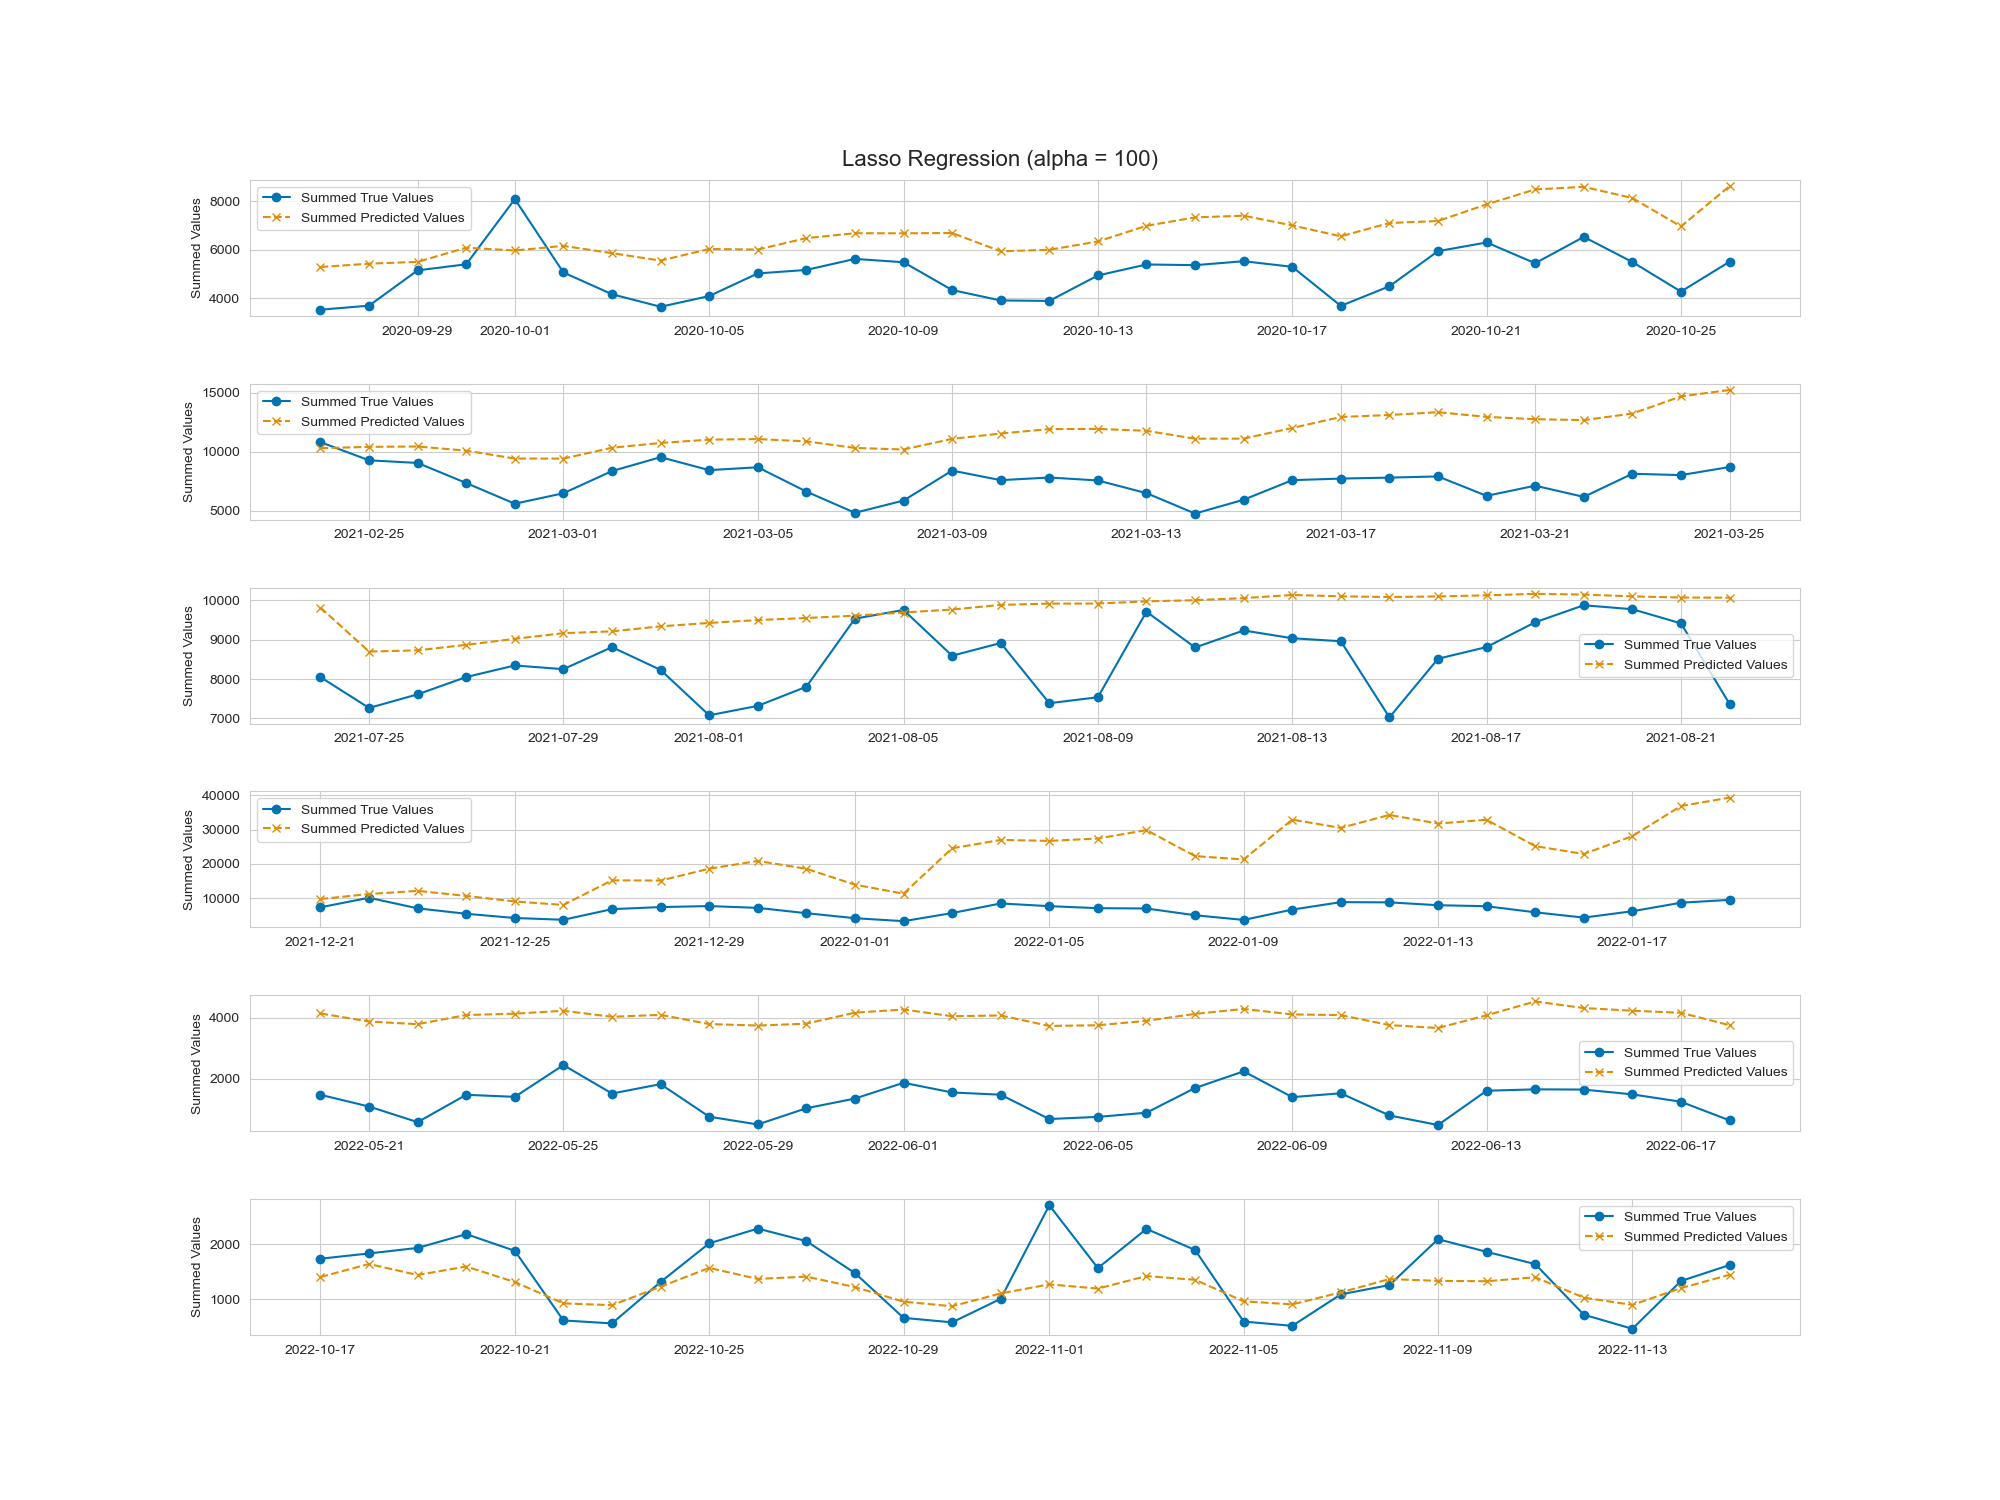 Lasso Regression (alpha = 100)
Summed Values
8000
6000
4000
Summed True Values
Summed Predicted Values
2020-09-29 2020-10-01 2020-10-05 2020-10-09 2020-10-13 2020-10-17 2020-10-21 2020-10-25
Summed Values
15000
10000
5000
Summed True Values
Summed Predicted Values
2021-02-25 2021-03-01 2021-03-05 2021-03-09 2021-03-13 2021-03-17 2021-03-21 2021-03-25
Summed Values
10000
9000
8000
7000
Summed True Values
Summed Predicted Values
2021-07-25 2021-07-29 2021-08-01 2021-08-05 2021-08-09 2021-08-13 2021-08-17 2021-08-21
Summed Values
40000
30000
20000
10000
Summed True Values
Summed Predicted Values
2021-12-21 2021-12-25 2021-12-29 2022-01-01 2022-01-05 2022-01-09 2022-01-13 2022-01-17
Summed Values
4000
2000
Summed True Values
Summed Predicted Values
2022-05-21 2022-05-25 2022-05-29 2022-06-01 2022-06-05 2022-06-09 2022-06-13 2022-06-17
Summed Values
2000
1000
Summed True Values
Summed Predicted Values
2022-10-17 2022-10-21 2022-10-25 2022-10-29 2022-11-01 2022-11-05 2022-11-09 2022-11-13